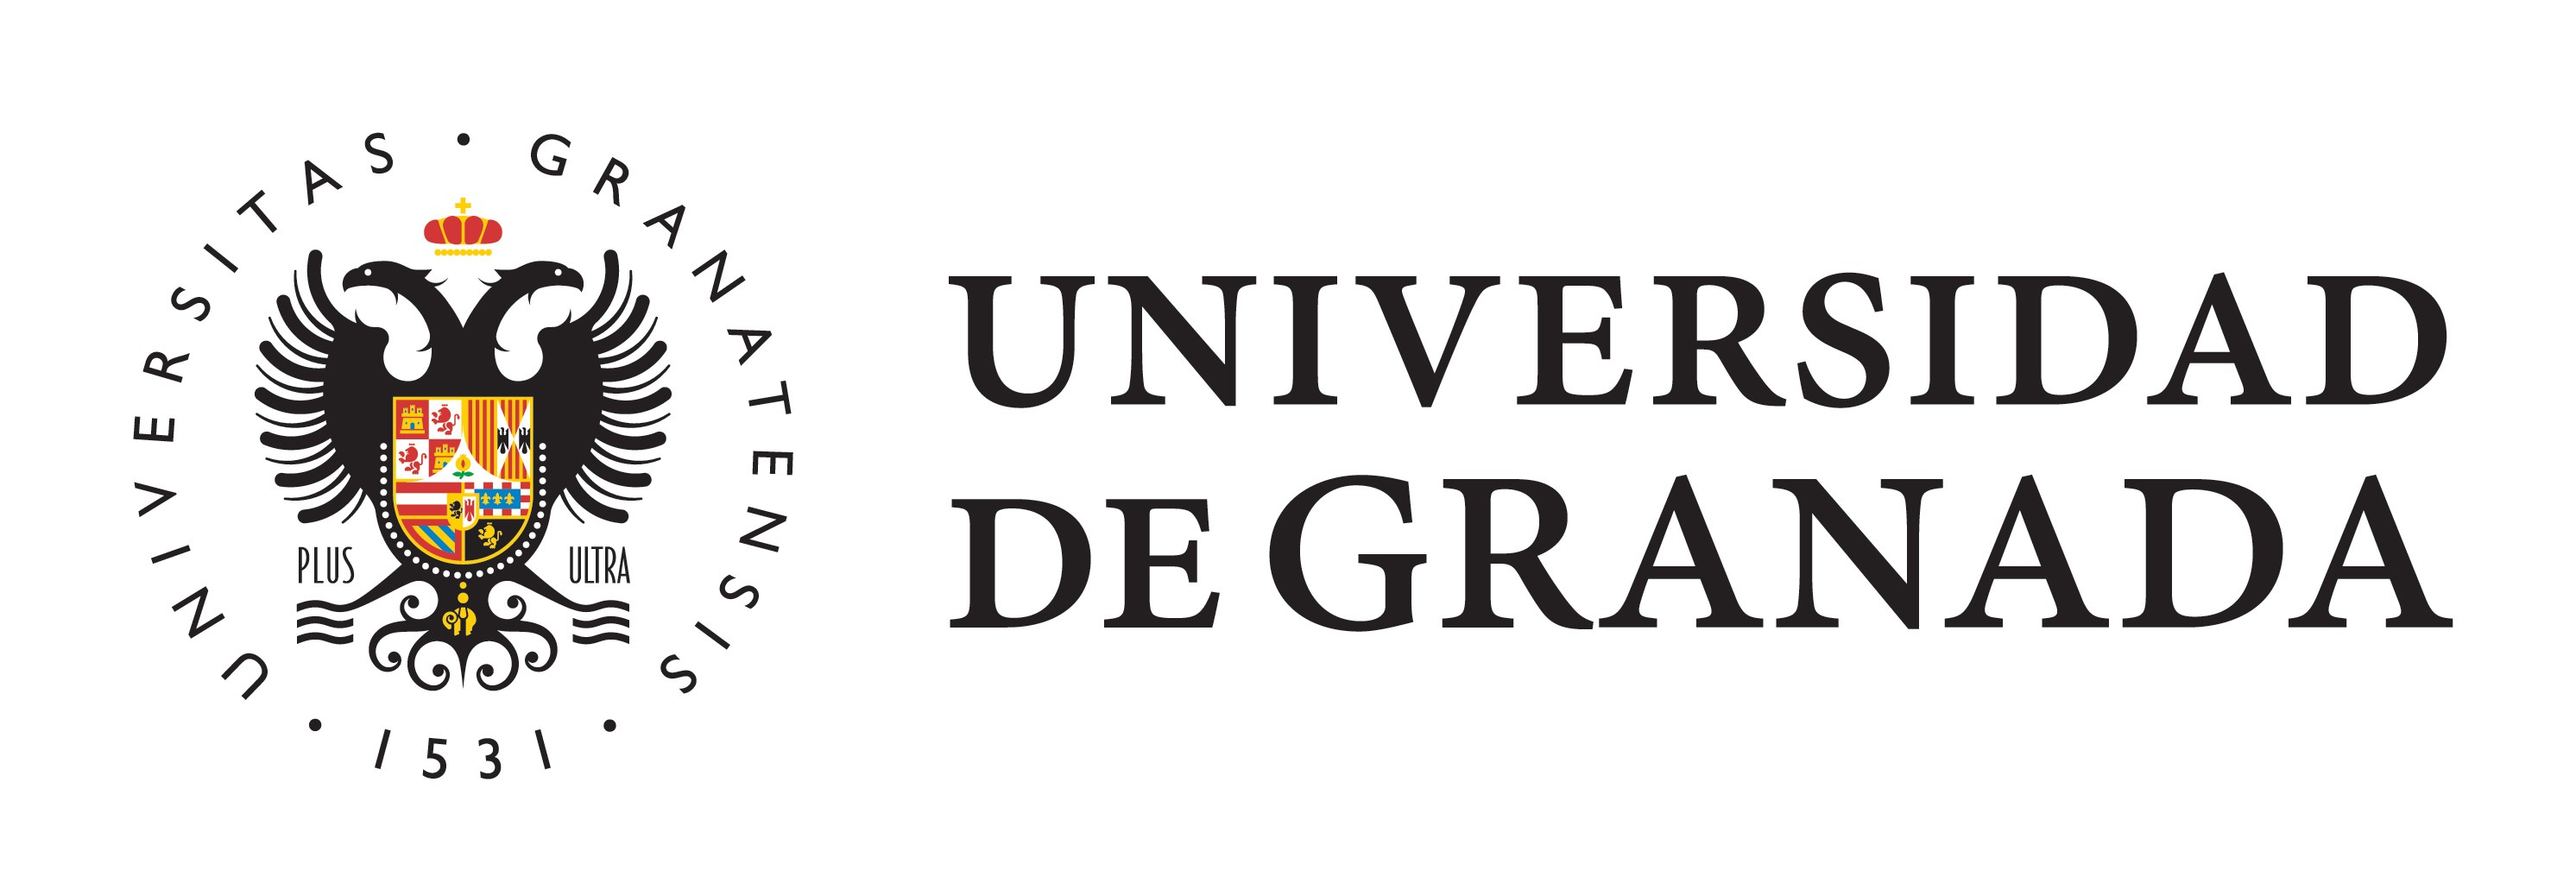 UNIVERSITAS · GRANATENSIS
· 1531 ·
PLUS ULTRA
UNIVERSIDAD
DE GRANADA